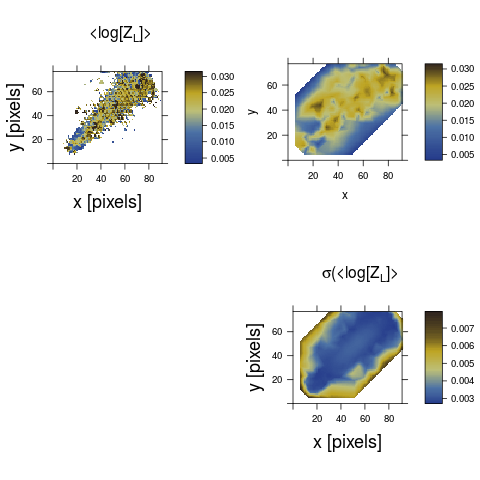 <log[Z_L]>
0.030
0.025
0.020
0.015
0.010
0.005
60
40
20
y [pixels]
20 40 60 80
x [pixels]
0.030
0.025
0.020
0.015
0.010
0.005
60
40
20
y
20 40 60 80
x
σ(<log[Z_L]>
0.007
0.006
0.005
0.004
0.003
60
40
20
y [pixels]
20 40 60 80
x [pixels]